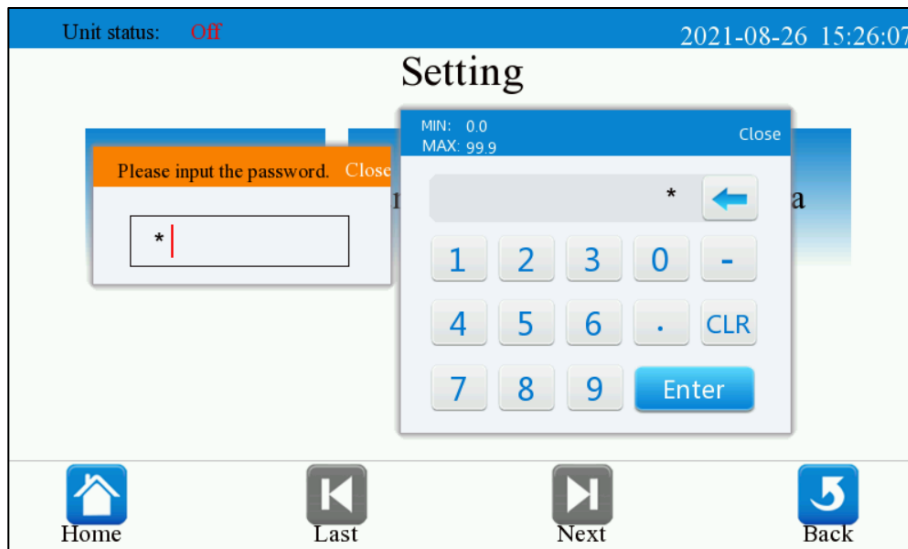 Unit status: Off 2021-08-26 15:26:07
Setting
MIN: 0.0
MAX: 99.9
Close
Please input the password. Close
*
*
1 2 3 0 -
4 5 6 . CLR
7 8 9 Enter
Home Last Next Back